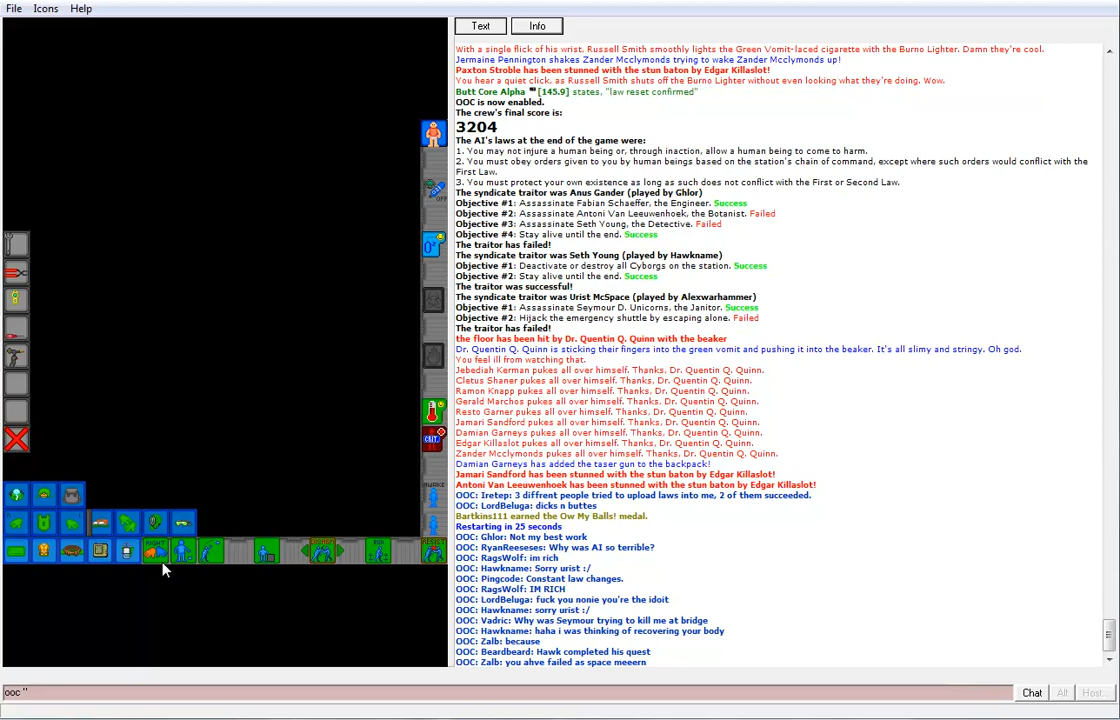 File Icons Help
Text Info
With a single flick of his wrist, Russell Smith smoothly lights the Green Vomit-laced cigarette with the Burno Lighter. Damn they're cool.
Jermaine Pennington shakes Zander Mcclymonds trying to wake Zander Mcclymonds up!
Paxton Stroble has been stunned with the stun baton by Edgar Killaslot!
You hear a quiet click, as Russell Smith shuts off the Burno Lighter without even looking what they're doing. Wow.
Butt Core Alpha [145.9] states, "law reset confirmed"
OOC is now enabled.
The crew's final score is:
3204
The AI's laws at the end of the game were:
1. You may not injure a human being or, through inaction, allow a human being to come to harm.
2. You must obey orders given to you by human beings based on the station's chain of command, except where such orders would conflict with the
First Law.
3. You must protect your own existence as long as such does not conflict with the First or Second Law.
The syndicate traitor was Anus Gander (played by Ghlor)
Objective #1: Assassinate Fabian Schaeffer, the Engineer. Success
Objective #2: Assassinate Antoni Van Leeuwenhoek, the Botanist. Failed
Objective #3: Assassinate Seth Young, the Detective. Failed
Objective #4: Stay alive until the end. Success
The traitor has failed!
The syndicate traitor was Seth Young (played by Hawkname)
Objective #1: Deactivate or destroy all Cyborgs on the station. Success
Objective #2: Stay alive until the end. Success
The traitor was successful!
The syndicate traitor was Urist McSpace (played by Alexwarhammer)
Objective #1: Assassinate Seymour D. Unicorns, the Janitor. Success
Objective #2: Hijack the emergency shuttle by escaping alone. Failed
The traitor has failed!
the floor has been hit by Dr. Quentin Q. Quinn with the beaker
Dr. Quentin Q. Quinn is sticking their fingers into the green vomit and pushing it into the beaker. It's all slimy and stringy. Oh god.
You feel ill from watching that.
Jebediah Kerman pukes all over himself. Thanks, Dr. Quentin Q. Quinn.
Cletus Shaner pukes all over himself. Thanks, Dr. Quentin Q. Quinn.
Ramon Knapp pukes all over himself. Thanks, Dr. Quentin Q. Quinn.
Gerald Marchos pukes all over himself. Thanks, Dr. Quentin Q. Quinn.
Resto Garner pukes all over himself. Thanks, Dr. Quentin Q. Quinn.
Jamari Sandford pukes all over himself. Thanks, Dr. Quentin Q. Quinn.
Damian Garneys pukes all over himself. Thanks, Dr. Quentin Q. Quinn.
Edgar Killaslot pukes all over himself. Thanks, Dr. Quentin Q. Quinn.
Zander Mcclymonds pukes all over himself. Thanks, Dr. Quentin Q. Quinn.
Damian Garneys has added the taser gun to the backpack!
Jamari Sandford has been stunned with the stun baton by Edgar Killaslot!
Antoni Van Leeuwenhoek has been stunned with the stun baton by Edgar Killaslot!
OOC: Iretep: 3 diffrent people tried to upload laws into me, 2 of them succeeded.
OOC: LordBeluga: dicks n buttes
Bartkins111 earned the Ow My Balls! medal.
Restarting in 25 seconds
OOC: Ghlor: Not my best work
OOC: RyanReeseses: Why was AI so terrible?
OOC: RagsWolf: im rich
OOC: Hawkname: Sorry urist :/
OOC: Pingcode: Constant law changes.
OOC: RagsWolf: IM RICH
OOC: LordBeluga: fuck you nonie you're the idoit
OOC: Hawkname: sorry urist :/
OOC: Vadric: Why was Seymour trying to kill me at bridge
OOC: Hawkname: haha i was thinking of recovering your body
OOC: Zalb: because
OOC: Beardbeard: Hawk completed his quest
OOC: Zalb: you ahve failed as space meeern
OFF
CRIT.
AWAKE
RIGHT DISARM PULL RESIST
ooc " Chat Alt Host...